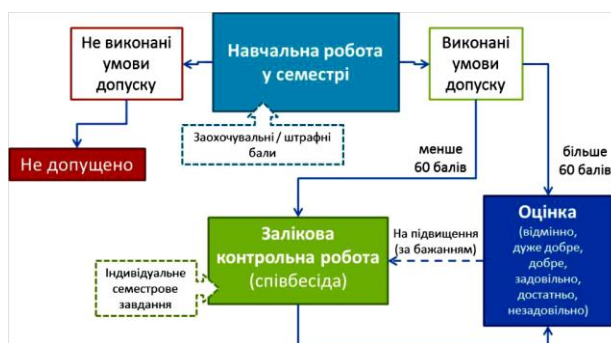 Не виконані
умови
допуску
Навчальна робота
у семестрі
Виконані
умови
допуску
Заохочувальні / штрафні
бали
Не допущено
менше
60 балів
більше
60 балів
Залікова
контрольна робота
(співбесіда)
На підвищення
(за бажанням)
Оцінка
(відмінно,
дуже добре,
добре,
задовільно,
достатньо,
незадовільно)
Індивідуальне
семестрове
завдання